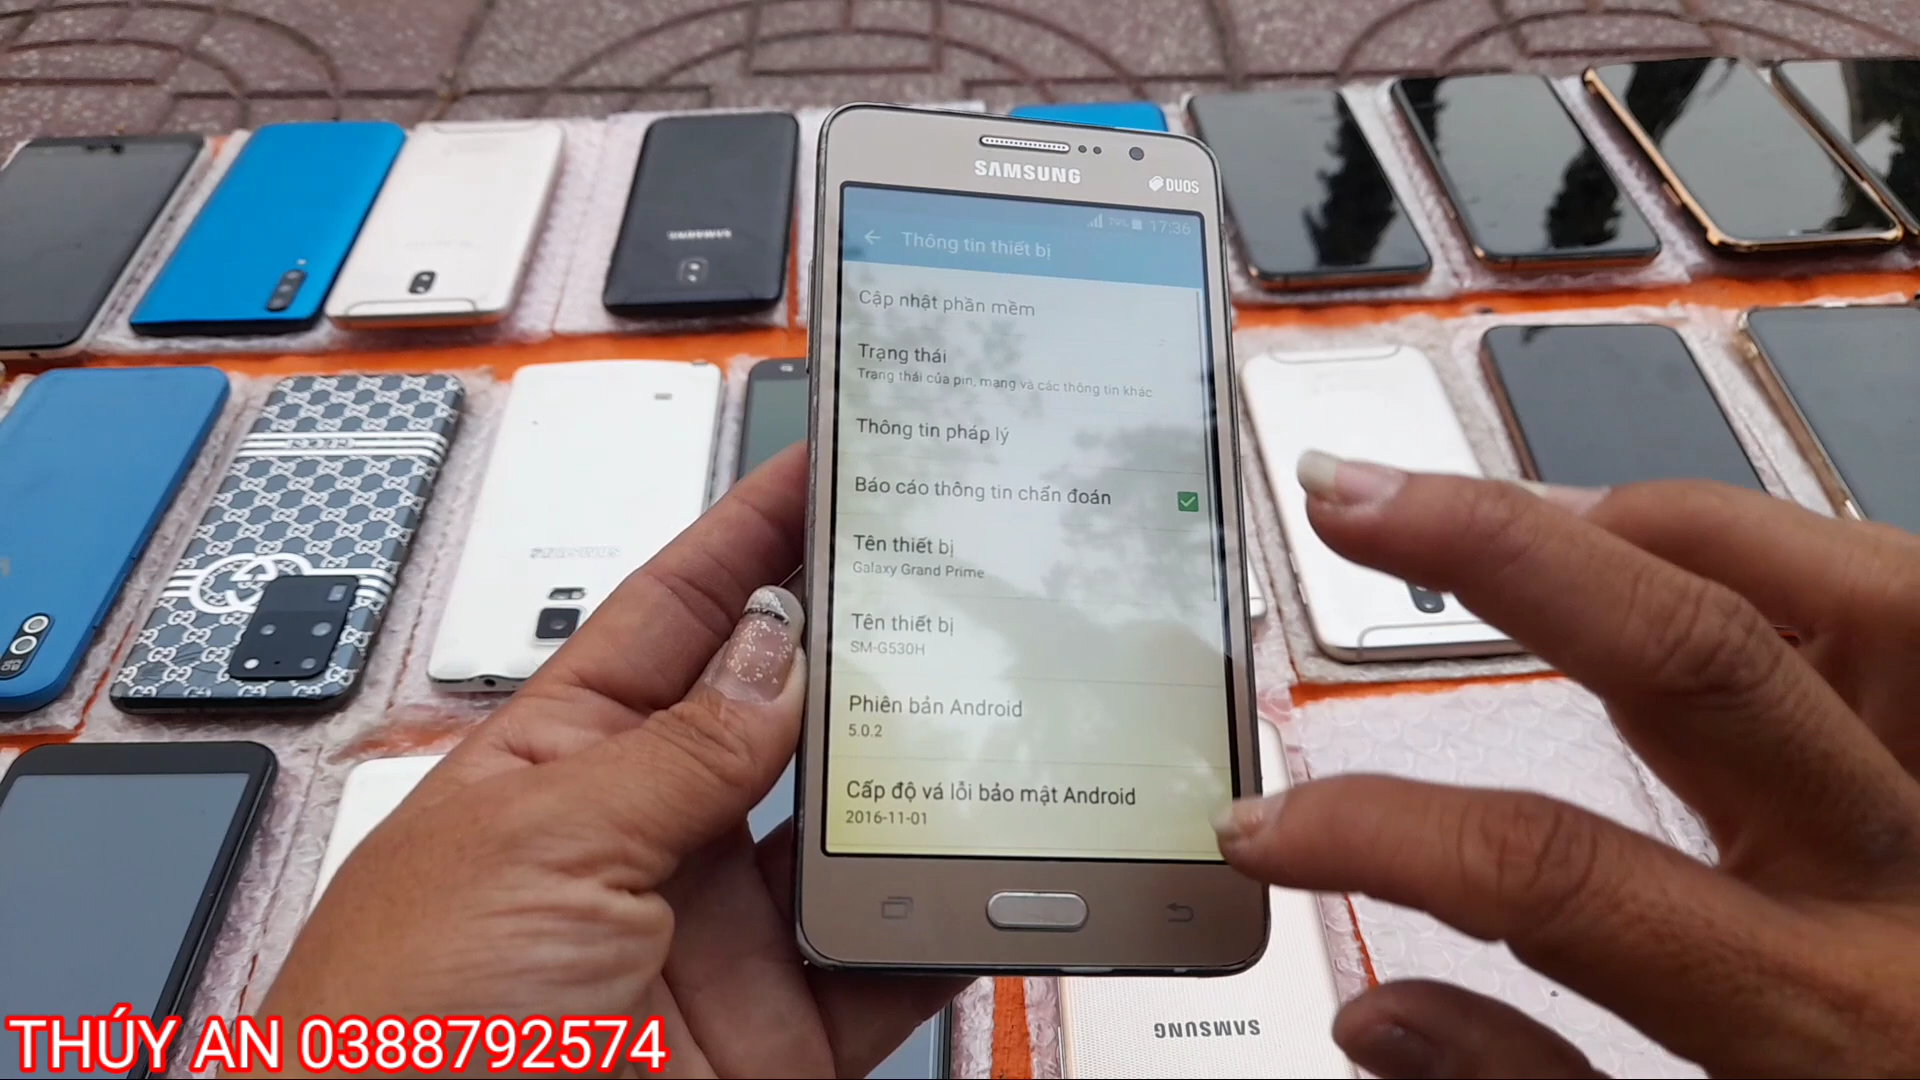 SAMSUNG
DUOS
79% 17:36
Thông tin thiết bị
Cập nhật phần mềm
Trạng thái
Trạng thái của pin, mạng và các thông tin khác
Thông tin pháp lý
Báo cáo thông tin chẩn đoán
Tên thiết bị
Galaxy Grand Prime
Tên thiết bị
SM-G530H
Phiên bản Android
5.0.2
Cấp độ vá lỗi bảo mật Android
2016-11-01
SAMSUNG
SAMSUNG
SAMSUNG
THÚY AN 0388792574